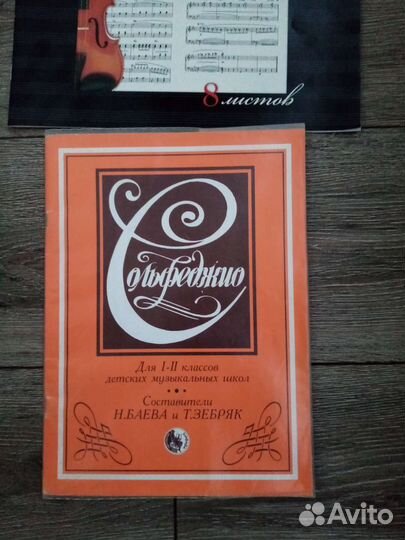 8 листов
Сольфеджио
Для I-II классов
детских музыкальных школ
Составители
Н.БАЕВА и Т.ЗЕБРЯК
Avito